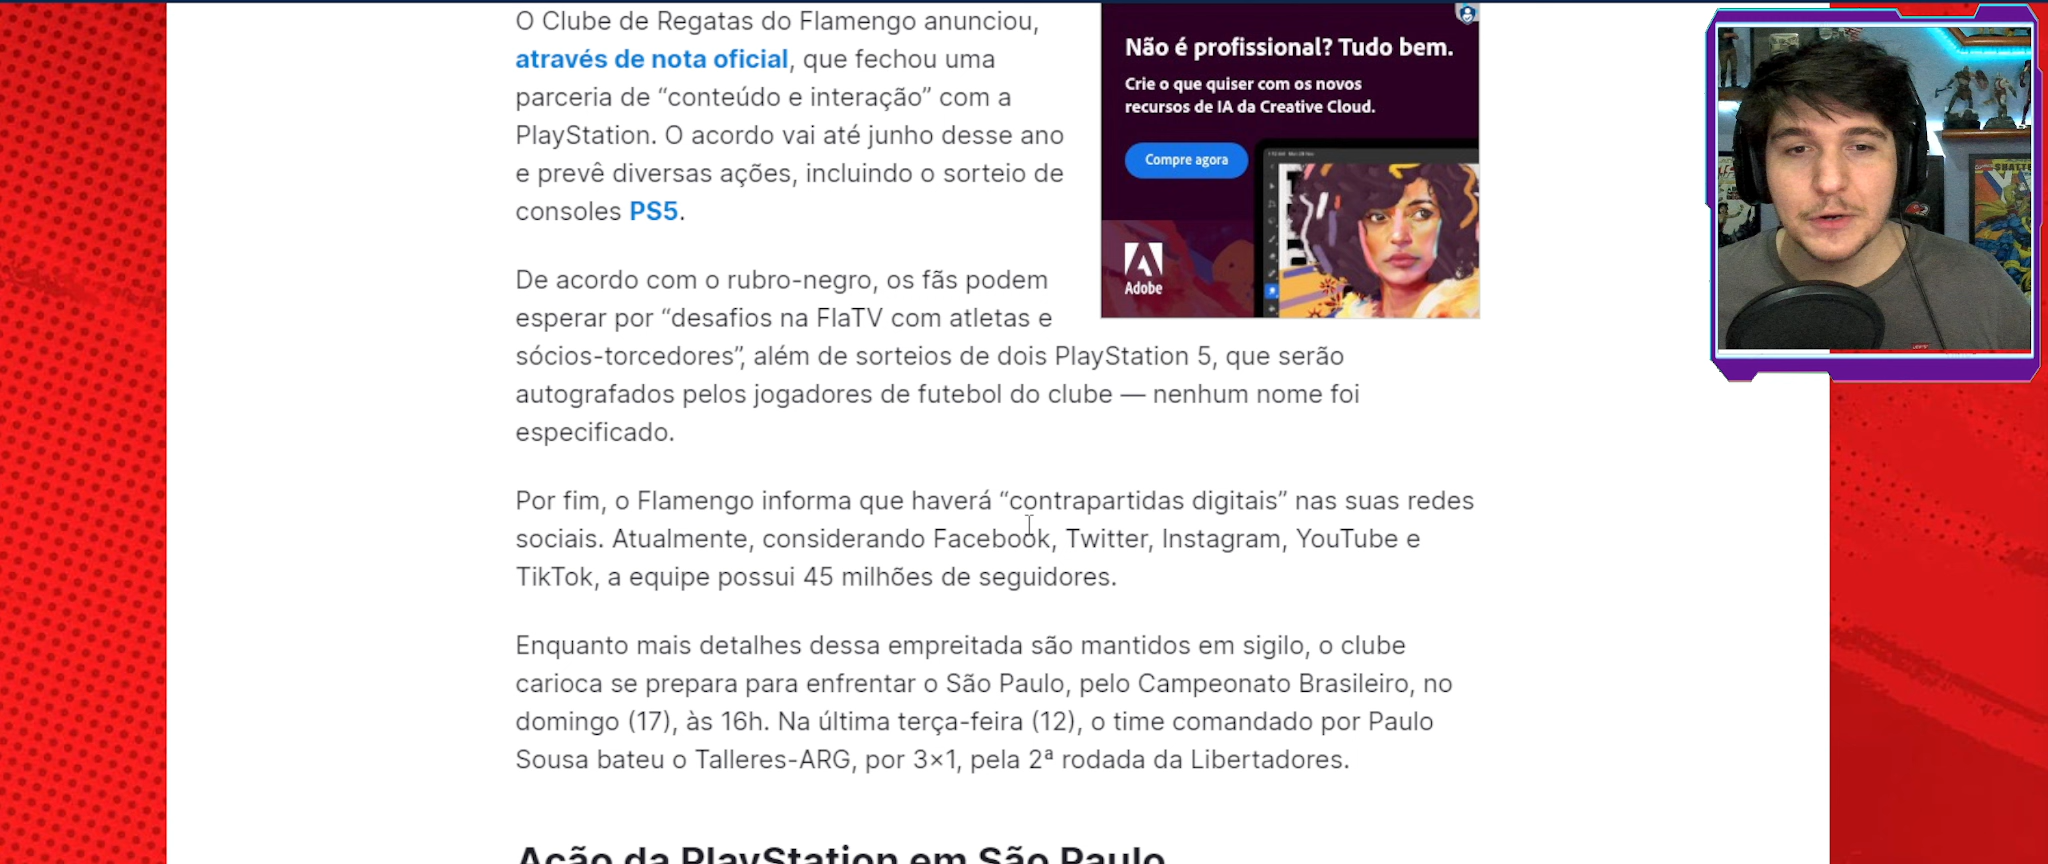 O Clube de Regatas do Flamengo anunciou,
através de nota oficial, que fechou uma
parceria de “conteúdo e interação” com a
PlayStation. O acordo vai até junho desse ano
e prevê diversas ações, incluindo o sorteio de
consoles PS5.
De acordo com o rubro-negro, os fãs podem
esperar por “desafios na FlaTV com atletas e
sócios-torcedores”, além de sorteios de dois PlayStation 5, que serão
autografados pelos jogadores de futebol do clube — nenhum nome foi
especificado.
Por fim, o Flamengo informa que haverá “contrapartidas digitais” nas suas redes
sociais. Atualmente, considerando Facebook, Twitter, Instagram, YouTube e
TikTok, a equipe possui 45 milhões de seguidores.
Enquanto mais detalhes dessa empreitada são mantidos em sigilo, o clube
carioca se prepara para enfrentar o São Paulo, pelo Campeonato Brasileiro, no
domingo (17), às 16h. Na última terça-feira (12), o time comandado por Paulo
Sousa bateu o Talleres-ARG, por 3×1, pela 2ª rodada da Libertadores.
Ação da PlayStation em São Paulo
Não é profissional? Tudo bem.
Crie o que quiser com os novos
recursos de IA da Creative Cloud.
Compre agora
Adobe